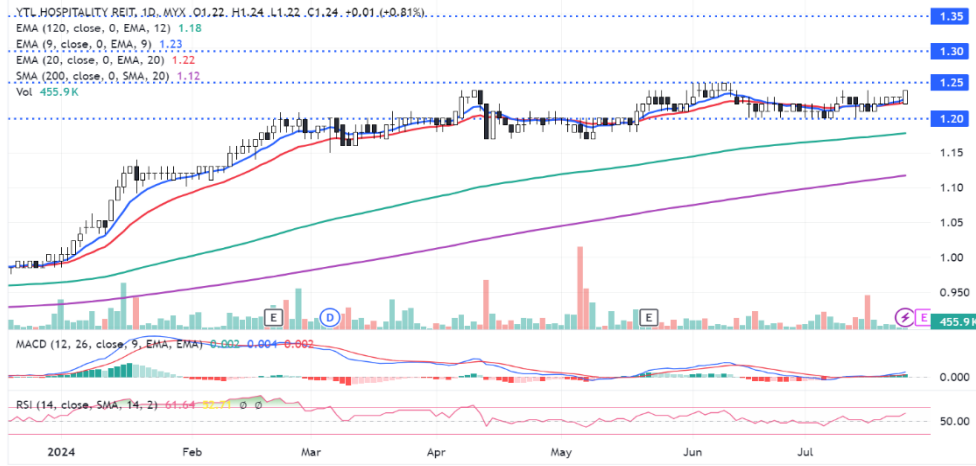 YTL HOSPITALITY REIT, 1D, MYX O1.22 H1.24 L1.22 C1.24 +0.01 (+0.81%)
1.35
EMA (120, close, 0, EMA, 12) 1.18
EMA (9, close, 0, EMA, 9) 1.23
1.30
EMA (20, close, 0, EMA, 20) 1.22
SMA (200, close, 0, SMA, 20) 1.12
1.25
Vol 455.9K
1.20
1.15
1.10
1.05
1.00
0.950
E
D
E
E
455.9K
MACD (12, 26, close, 9, EMA, EMA) 0.002 0.004 0.002
0.000
RSI (14, close, SMA, 14, 2) 61.64 ø ø
50.00
2024 Feb Mar Apr May Jun Jul